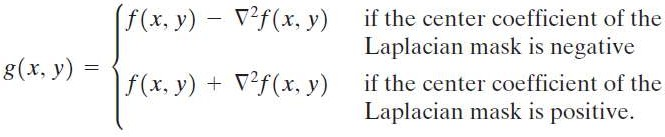 g(x, y) = { f(x, y) − ∇²f(x, y) if the center coefficient of the
Laplacian mask is negative
f(x, y) + ∇²f(x, y) if the center coefficient of the
Laplacian mask is positive.